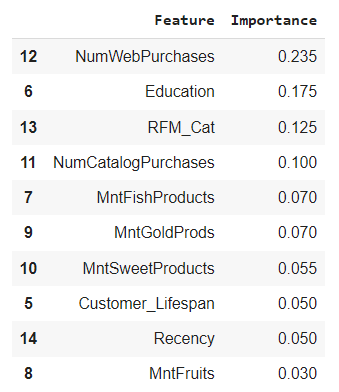 Feature Importance
12 NumWebPurchases 0.235
6 Education 0.175
13 RFM_Cat 0.125
11 NumCatalogPurchases 0.100
7 MntFishProducts 0.070
9 MntGoldProds 0.070
10 MntSweetProducts 0.055
5 Customer_Lifespan 0.050
14 Recency 0.050
8 MntFruits 0.030